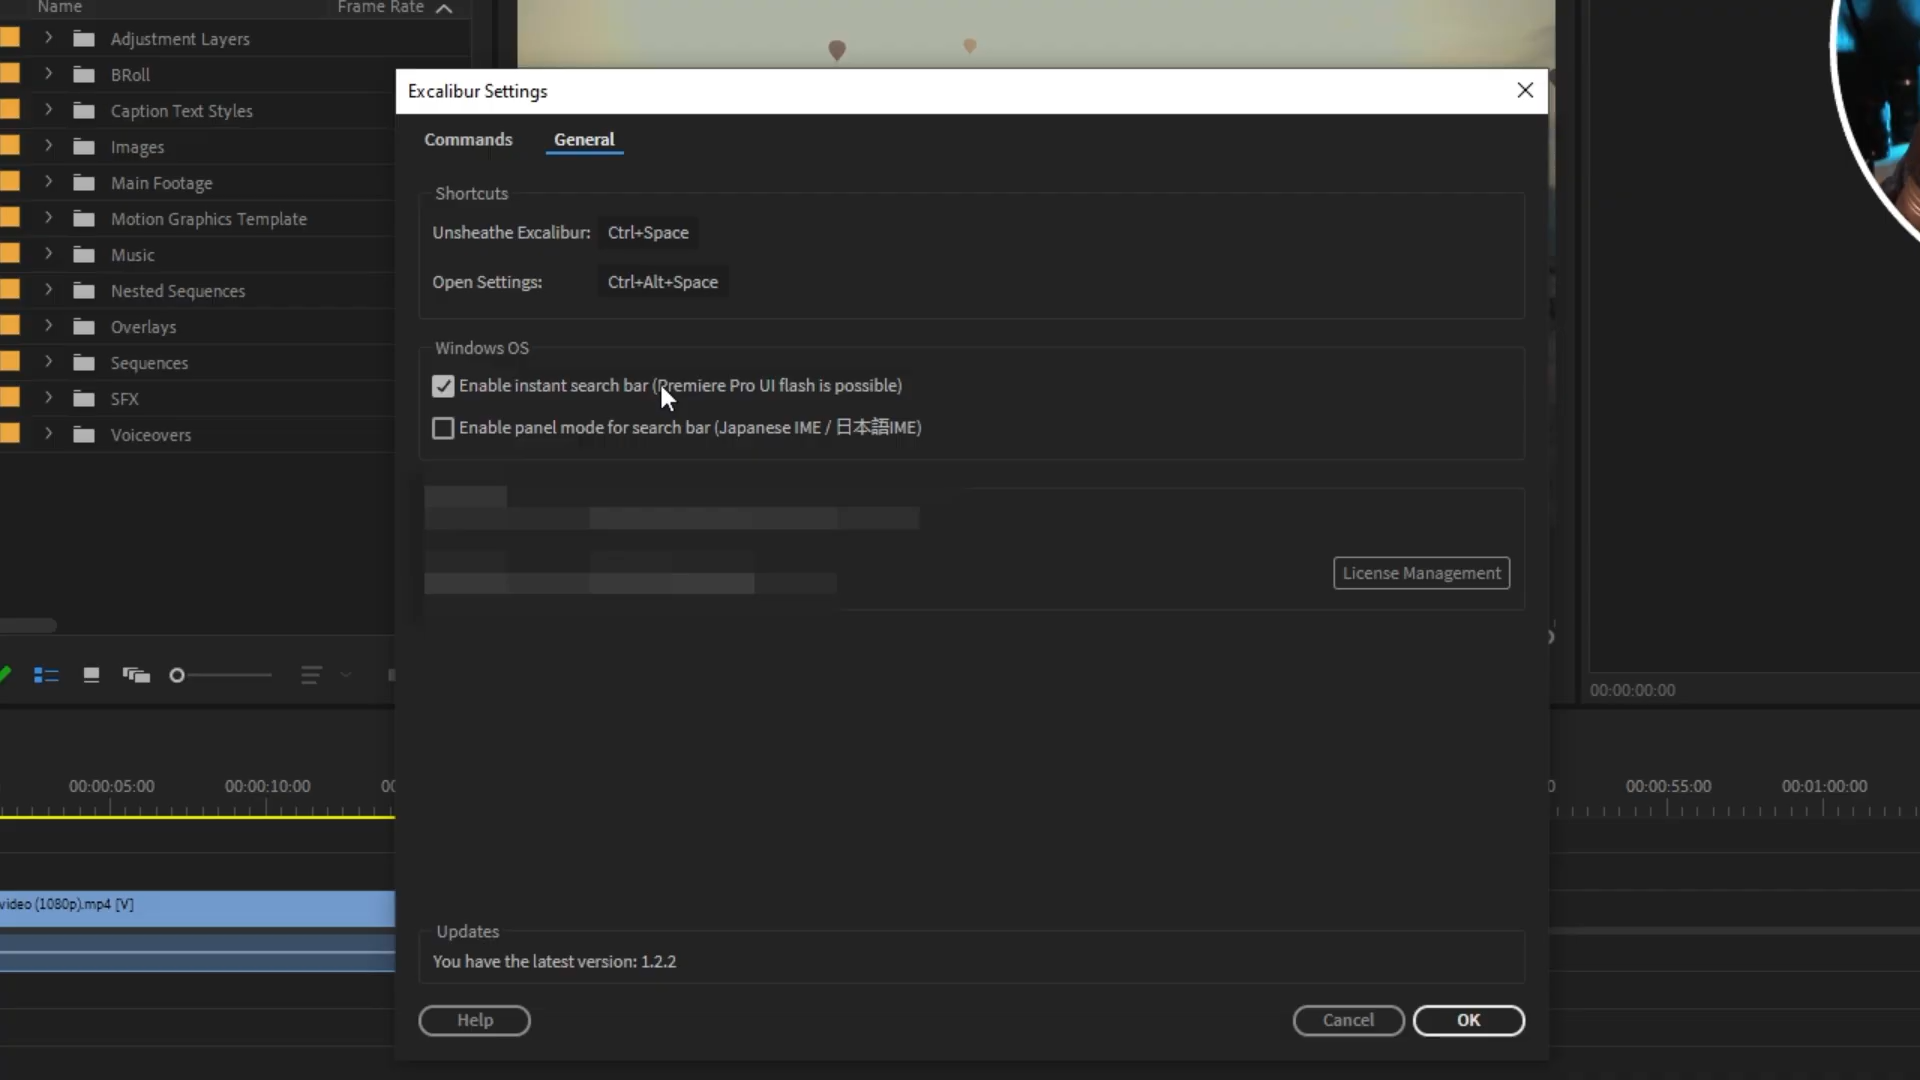 Name Frame Rate
Adjustment Layers
BRoll
Caption Text Styles
Images
Main Footage
Motion Graphics Template
Music
Nested Sequences
Overlays
Sequences
SFX
Voiceovers
Excalibur Settings
Commands General
Shortcuts
Unsheathe Excalibur: Ctrl+Space
Open Settings: Ctrl+Alt+Space
Windows OS
Enable instant search bar (Premiere Pro UI flash is possible)
Enable panel mode for search bar (Japanese IME / 日本語IME)
License Management
Updates
You have the latest version: 1.2.2
Help Cancel OK
00:00:00:00
00:00:05:00 00:00:10:00 00:00:55:00 00:01:00:00
video (1080p).mp4 [V]